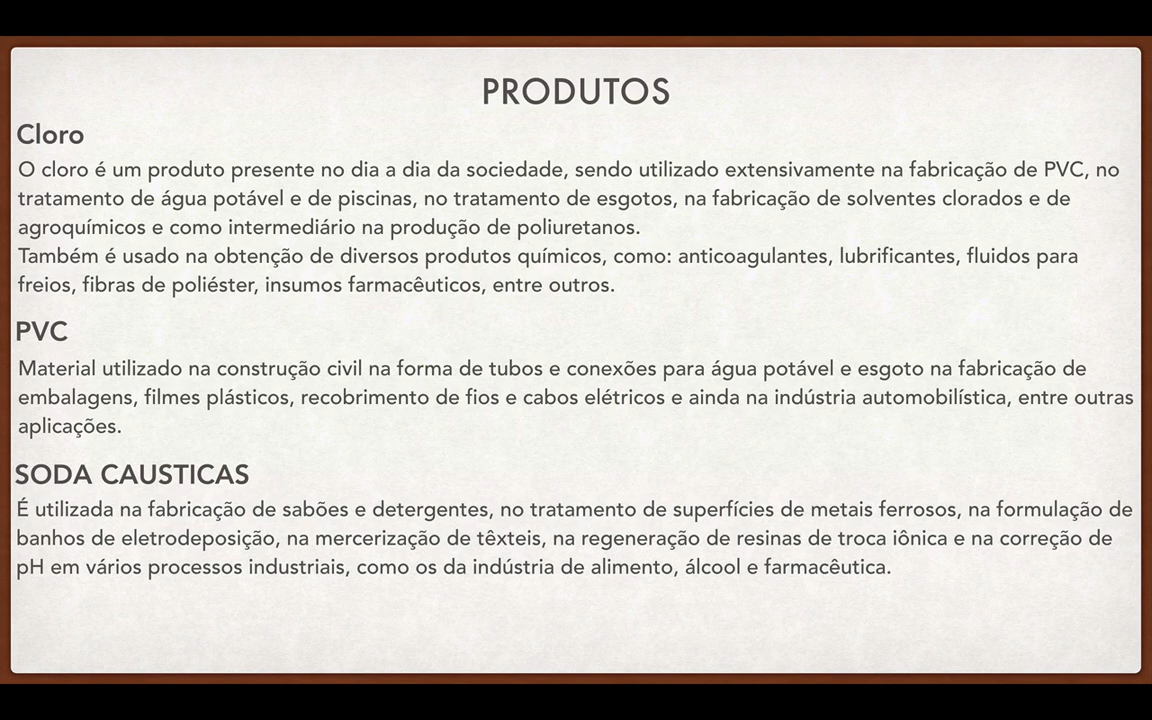 PRODUTOS
Cloro
O cloro é um produto presente no dia a dia da sociedade, sendo utilizado extensivamente na fabricação de PVC, no
tratamento de água potável e de piscinas, no tratamento de esgotos, na fabricação de solventes clorados e de
agroquímicos e como intermediário na produção de poliuretanos.
Também é usado na obtenção de diversos produtos químicos, como: anticoagulantes, lubrificantes, fluidos para
freios, fibras de poliéster, insumos farmacêuticos, entre outros.
PVC
Material utilizado na construção civil na forma de tubos e conexões para água potável e esgoto na fabricação de
embalagens, filmes plásticos, recobrimento de fios e cabos elétricos e ainda na indústria automobilística, entre outras
aplicações.
SODA CAUSTICAS
É utilizada na fabricação de sabões e detergentes, no tratamento de superfícies de metais ferrosos, na formulação de
banhos de eletrodeposição, na mercerização de têxteis, na regeneração de resinas de troca iônica e na correção de
pH em vários processos industriais, como os da indústria de alimento, álcool e farmacêutica.